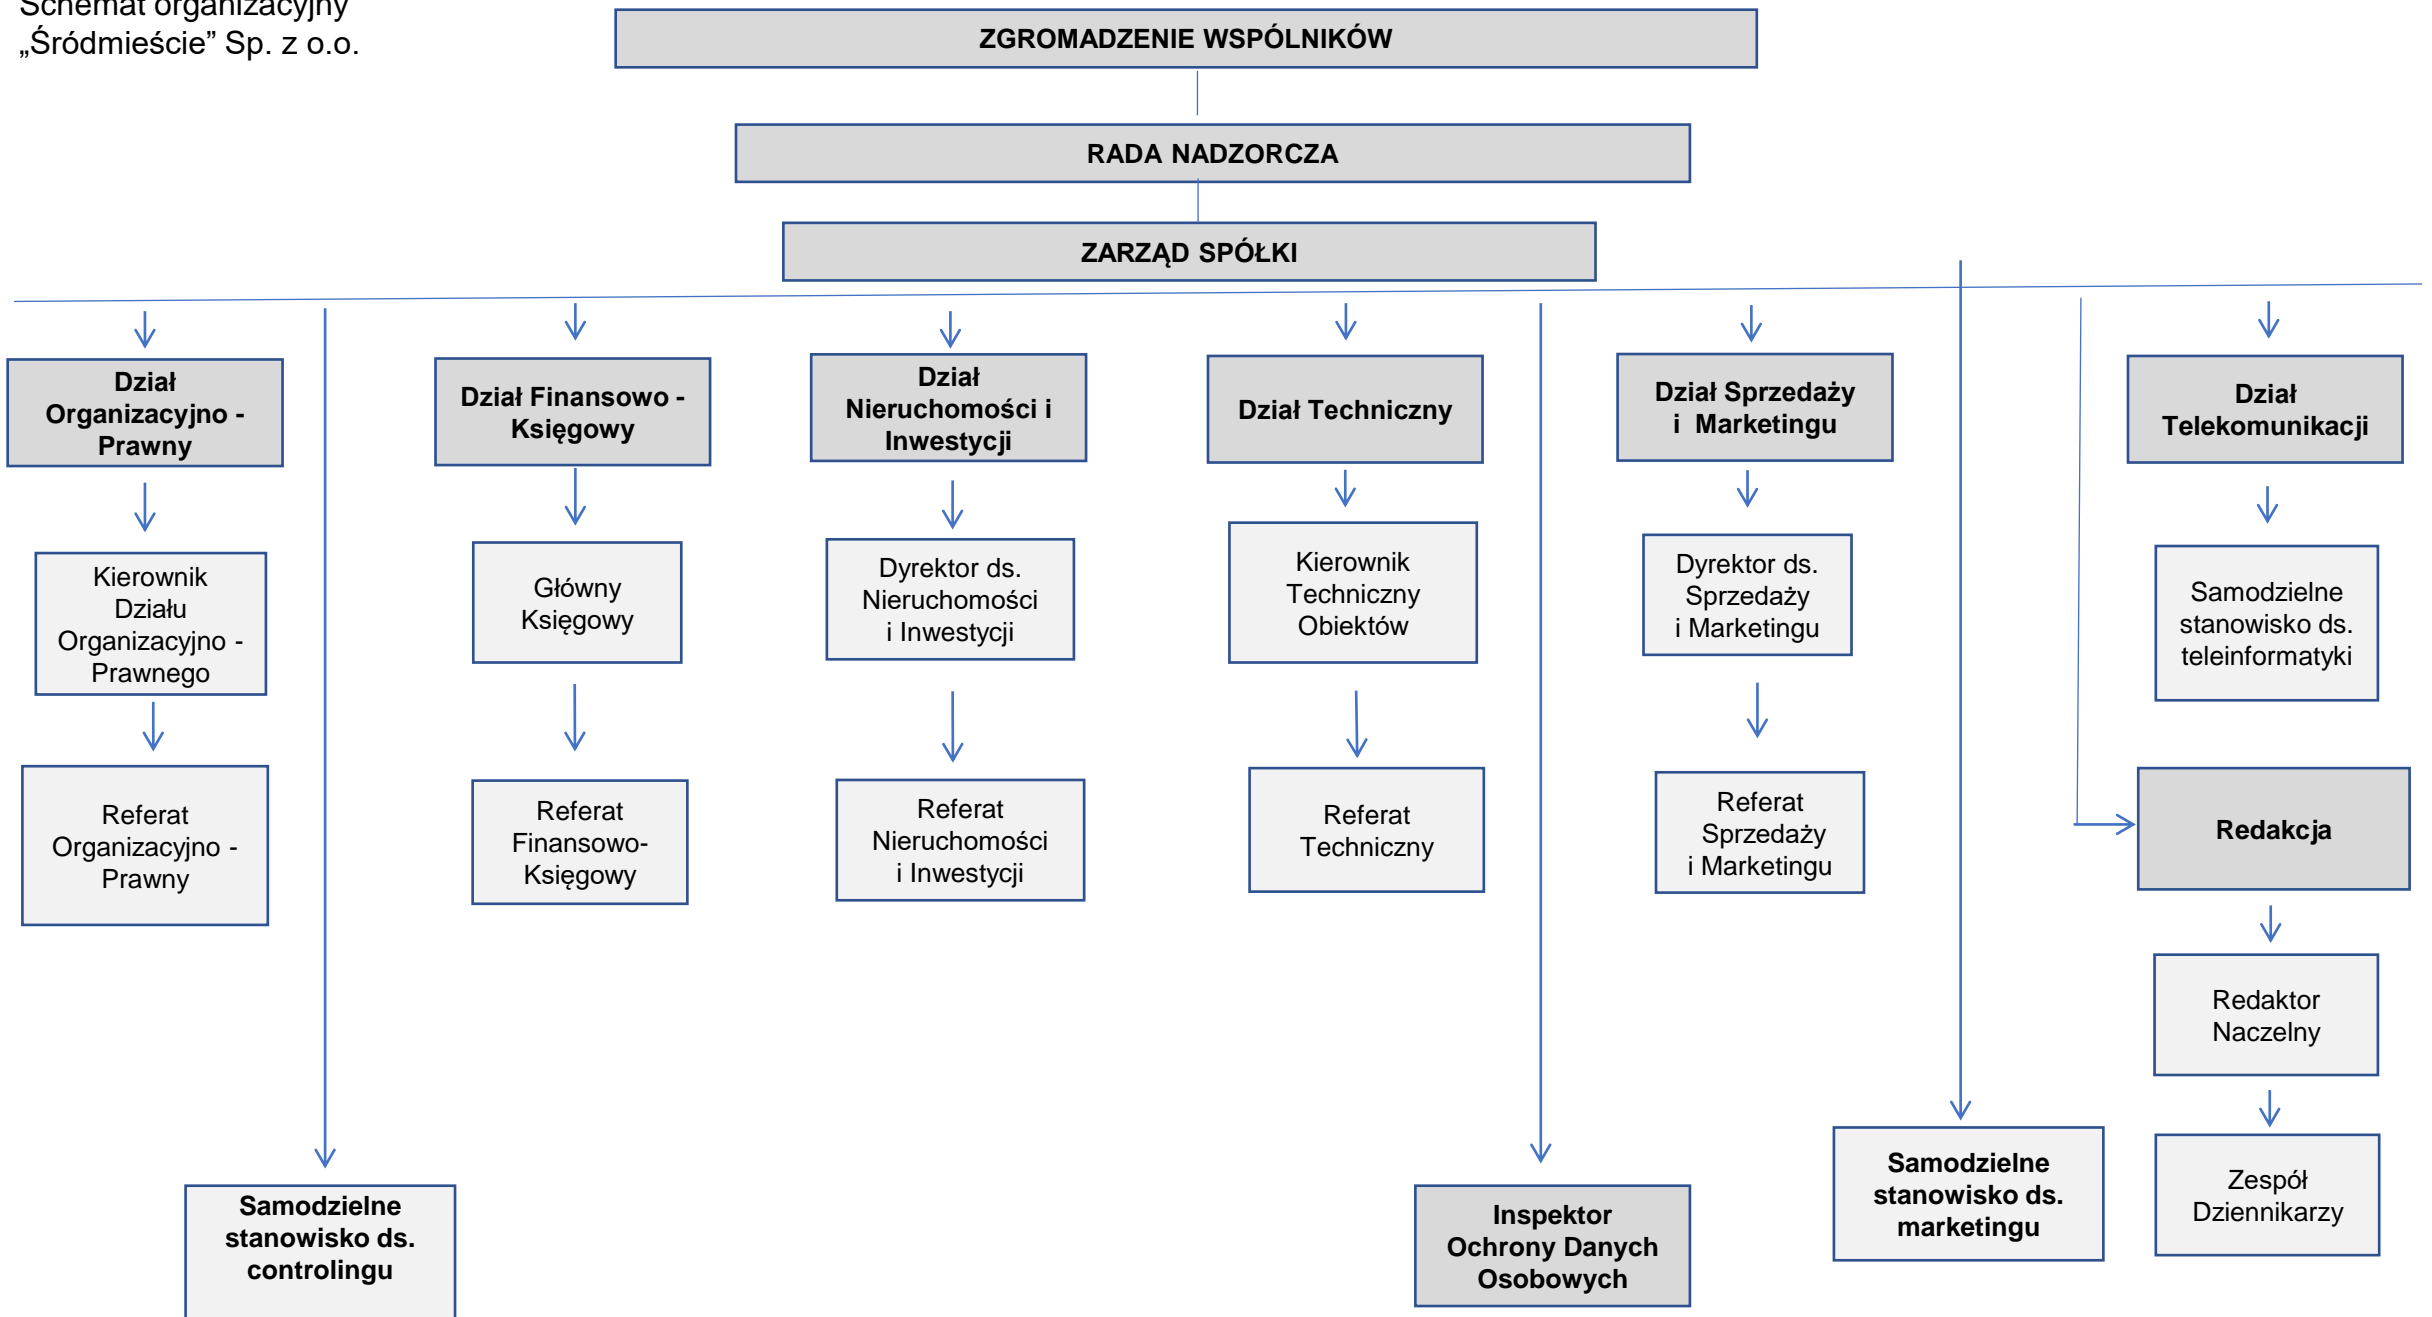 Schemat organizacyjny
„Śródmieście” Sp. z o.o.
ZGROMADZENIE WSPÓLNIKÓW
RADA NADZORCZA
ZARZĄD SPÓŁKI
Dział
Organizacyjno -
Prawny
Dział Finansowo -
Księgowy
Dział
Nieruchomości i
Inwestycji
Dział Techniczny
Dział Sprzedaży
i Marketingu
Dział
Telekomunikacji
Kierownik
Działu
Organizacyjno -
Prawnego
Główny
Księgowy
Dyrektor ds.
Nieruchomości
i Inwestycji
Kierownik
Techniczny
Obiektów
Dyrektor ds.
Sprzedaży
i Marketingu
Samodzielne
stanowisko ds.
teleinformatyki
Referat
Organizacyjno -
Prawny
Referat
Finansowo-
Księgowy
Referat
Nieruchomości
i Inwestycji
Referat
Techniczny
Referat
Sprzedaży
i Marketingu
Redakcja
Redaktor
Naczelny
Samodzielne
stanowisko ds.
controlingu
Inspektor
Ochrony Danych
Osobowych
Samodzielne
stanowisko ds.
marketingu
Zespół
Dziennikarzy